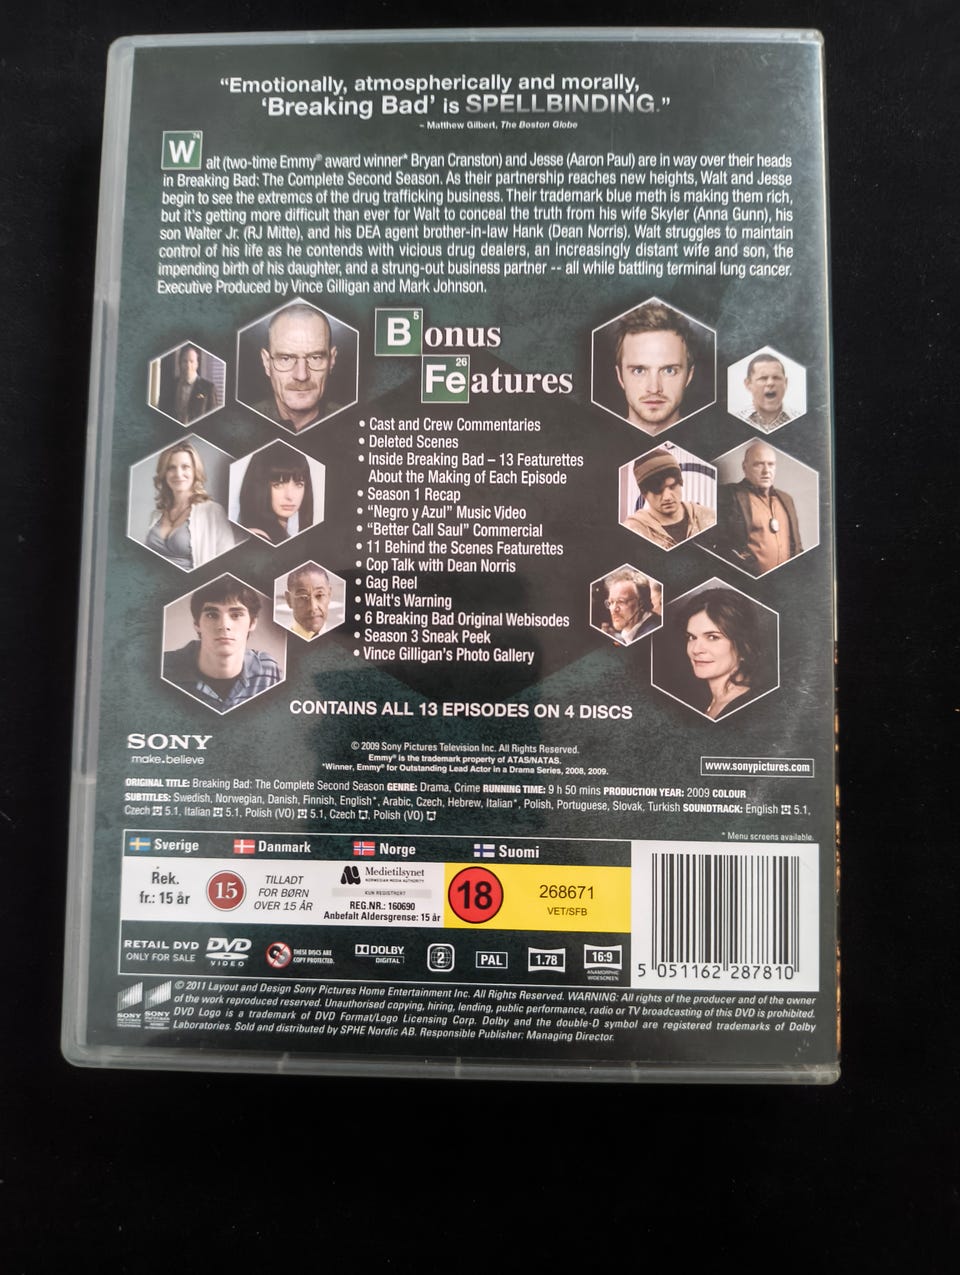 “Emotionally, atmospherically and morally,
‘Breaking Bad’ is SPELLBINDING.”
~ Matthew Gilbert, The Boston Globe
W 74
alt (two-time Emmy® award winner* Bryan Cranston) and Jesse (Aaron Paul) are in way over their heads
in Breaking Bad: The Complete Second Season. As their partnership reaches new heights, Walt and Jesse
begin to see the extremes of the drug trafficking business. Their trademark blue meth is making them rich,
but it's getting more difficult than ever for Walt to conceal the truth from his wife Skyler (Anna Gunn), his
son Walter Jr. (RJ Mitte), and his DEA agent brother-in-law Hank (Dean Norris). Walt struggles to maintain
control of his life as he contends with vicious drug dealers, an increasingly distant wife and son, the
impending birth of his daughter, and a strung-out business partner -- all while battling terminal lung cancer.
Executive Produced by Vince Gilligan and Mark Johnson.
Bonus 5
Features 26
• Cast and Crew Commentaries
• Deleted Scenes
• Inside Breaking Bad – 13 Featurettes
About the Making of Each Episode
• Season 1 Recap
• “Negro y Azul” Music Video
• “Better Call Saul” Commercial
• 11 Behind the Scenes Featurettes
• Cop Talk with Dean Norris
• Gag Reel
• Walt's Warning
• 6 Breaking Bad Original Webisodes
• Season 3 Sneak Peek
• Vince Gilligan's Photo Gallery
CONTAINS ALL 13 EPISODES ON 4 DISCS
SONY
make.believe
© 2009 Sony Pictures Television Inc. All Rights Reserved.
Emmy® is the trademark property of ATAS/NATAS.
*Winner, Emmy® for Outstanding Lead Actor in a Drama Series, 2008, 2009.
www.sonypictures.com
ORIGINAL TITLE: Breaking Bad: The Complete Second Season GENRE: Drama, Crime RUNNING TIME: 9 h 50 mins PRODUCTION YEAR: 2009 COLOUR
SUBTITLES: Swedish, Norwegian, Danish, Finnish, English*, Arabic, Czech, Hebrew, Italian*, Polish, Portuguese, Slovak, Turkish SOUNDTRACK: English 5.1,
Czech 5.1, Italian 5.1, Polish (VO) 5.1, Czech, Polish (VO)
* Menu screens available.
Sverige Danmark Norge Suomi
Rek.
fr.: 15 år
15
TILLADT
FOR BØRN
OVER 15 ÅR
Medietilsynet
NORWEGIAN MEDIA AUTHORITY
KUN REGISTRERT
REG.NR.: 160690
Anbefalt Aldersgrense: 15 år
18
268671
VET/SFB
RETAIL DVD
ONLY FOR SALE
DVD
VIDEO
THESE DISCS ARE
COPY PROTECTED.
DOLBY
DIGITAL
2
PAL
1.78
16:9
ANAMORPHIC
WIDESCREEN
5 051162 287810
© 2011 Layout and Design Sony Pictures Home Entertainment Inc. All Rights Reserved. WARNING: All rights of the producer and of the owner
of the work reproduced reserved. Unauthorised copying, hiring, lending, public performance, radio or TV broadcasting of this DVD is prohibited.
DVD Logo is a trademark of DVD Format/Logo Licensing Corp. Dolby and the double-D symbol are registered trademarks of Dolby
Laboratories. Sold and distributed by SPHE Nordic AB. Responsible Publisher: Managing Director.
SONY
PICTURES
SONY
PICTURES